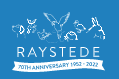 RAYSTEDE
70TH ANNIVERSARY 1952 - 2022